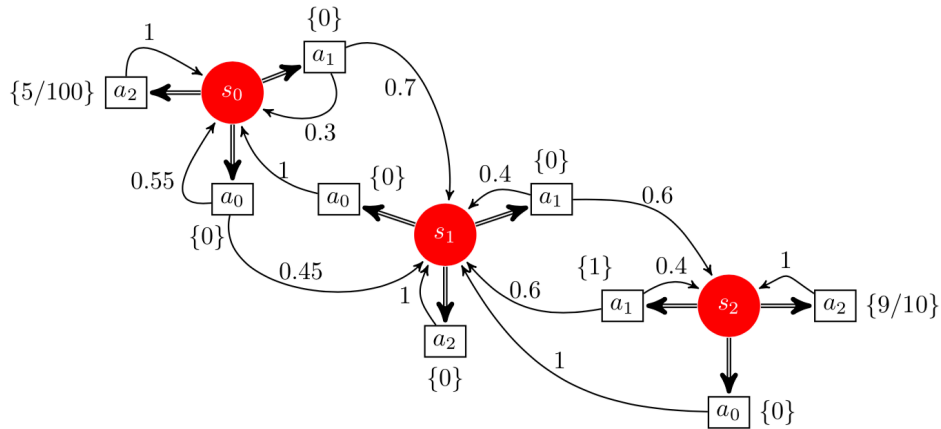 {0}
1
a₁
{5/100}
a₂
s₀
0.7
0.3
0.55
1
{0}
0.4
{0}
a₀
a₀
a₁
0.6
{0}
s₁
0.45
{1}
0.4
1
1
0.6
a₁
s₂
a₂
{9/10}
a₂
{0}
1
a₀
{0}